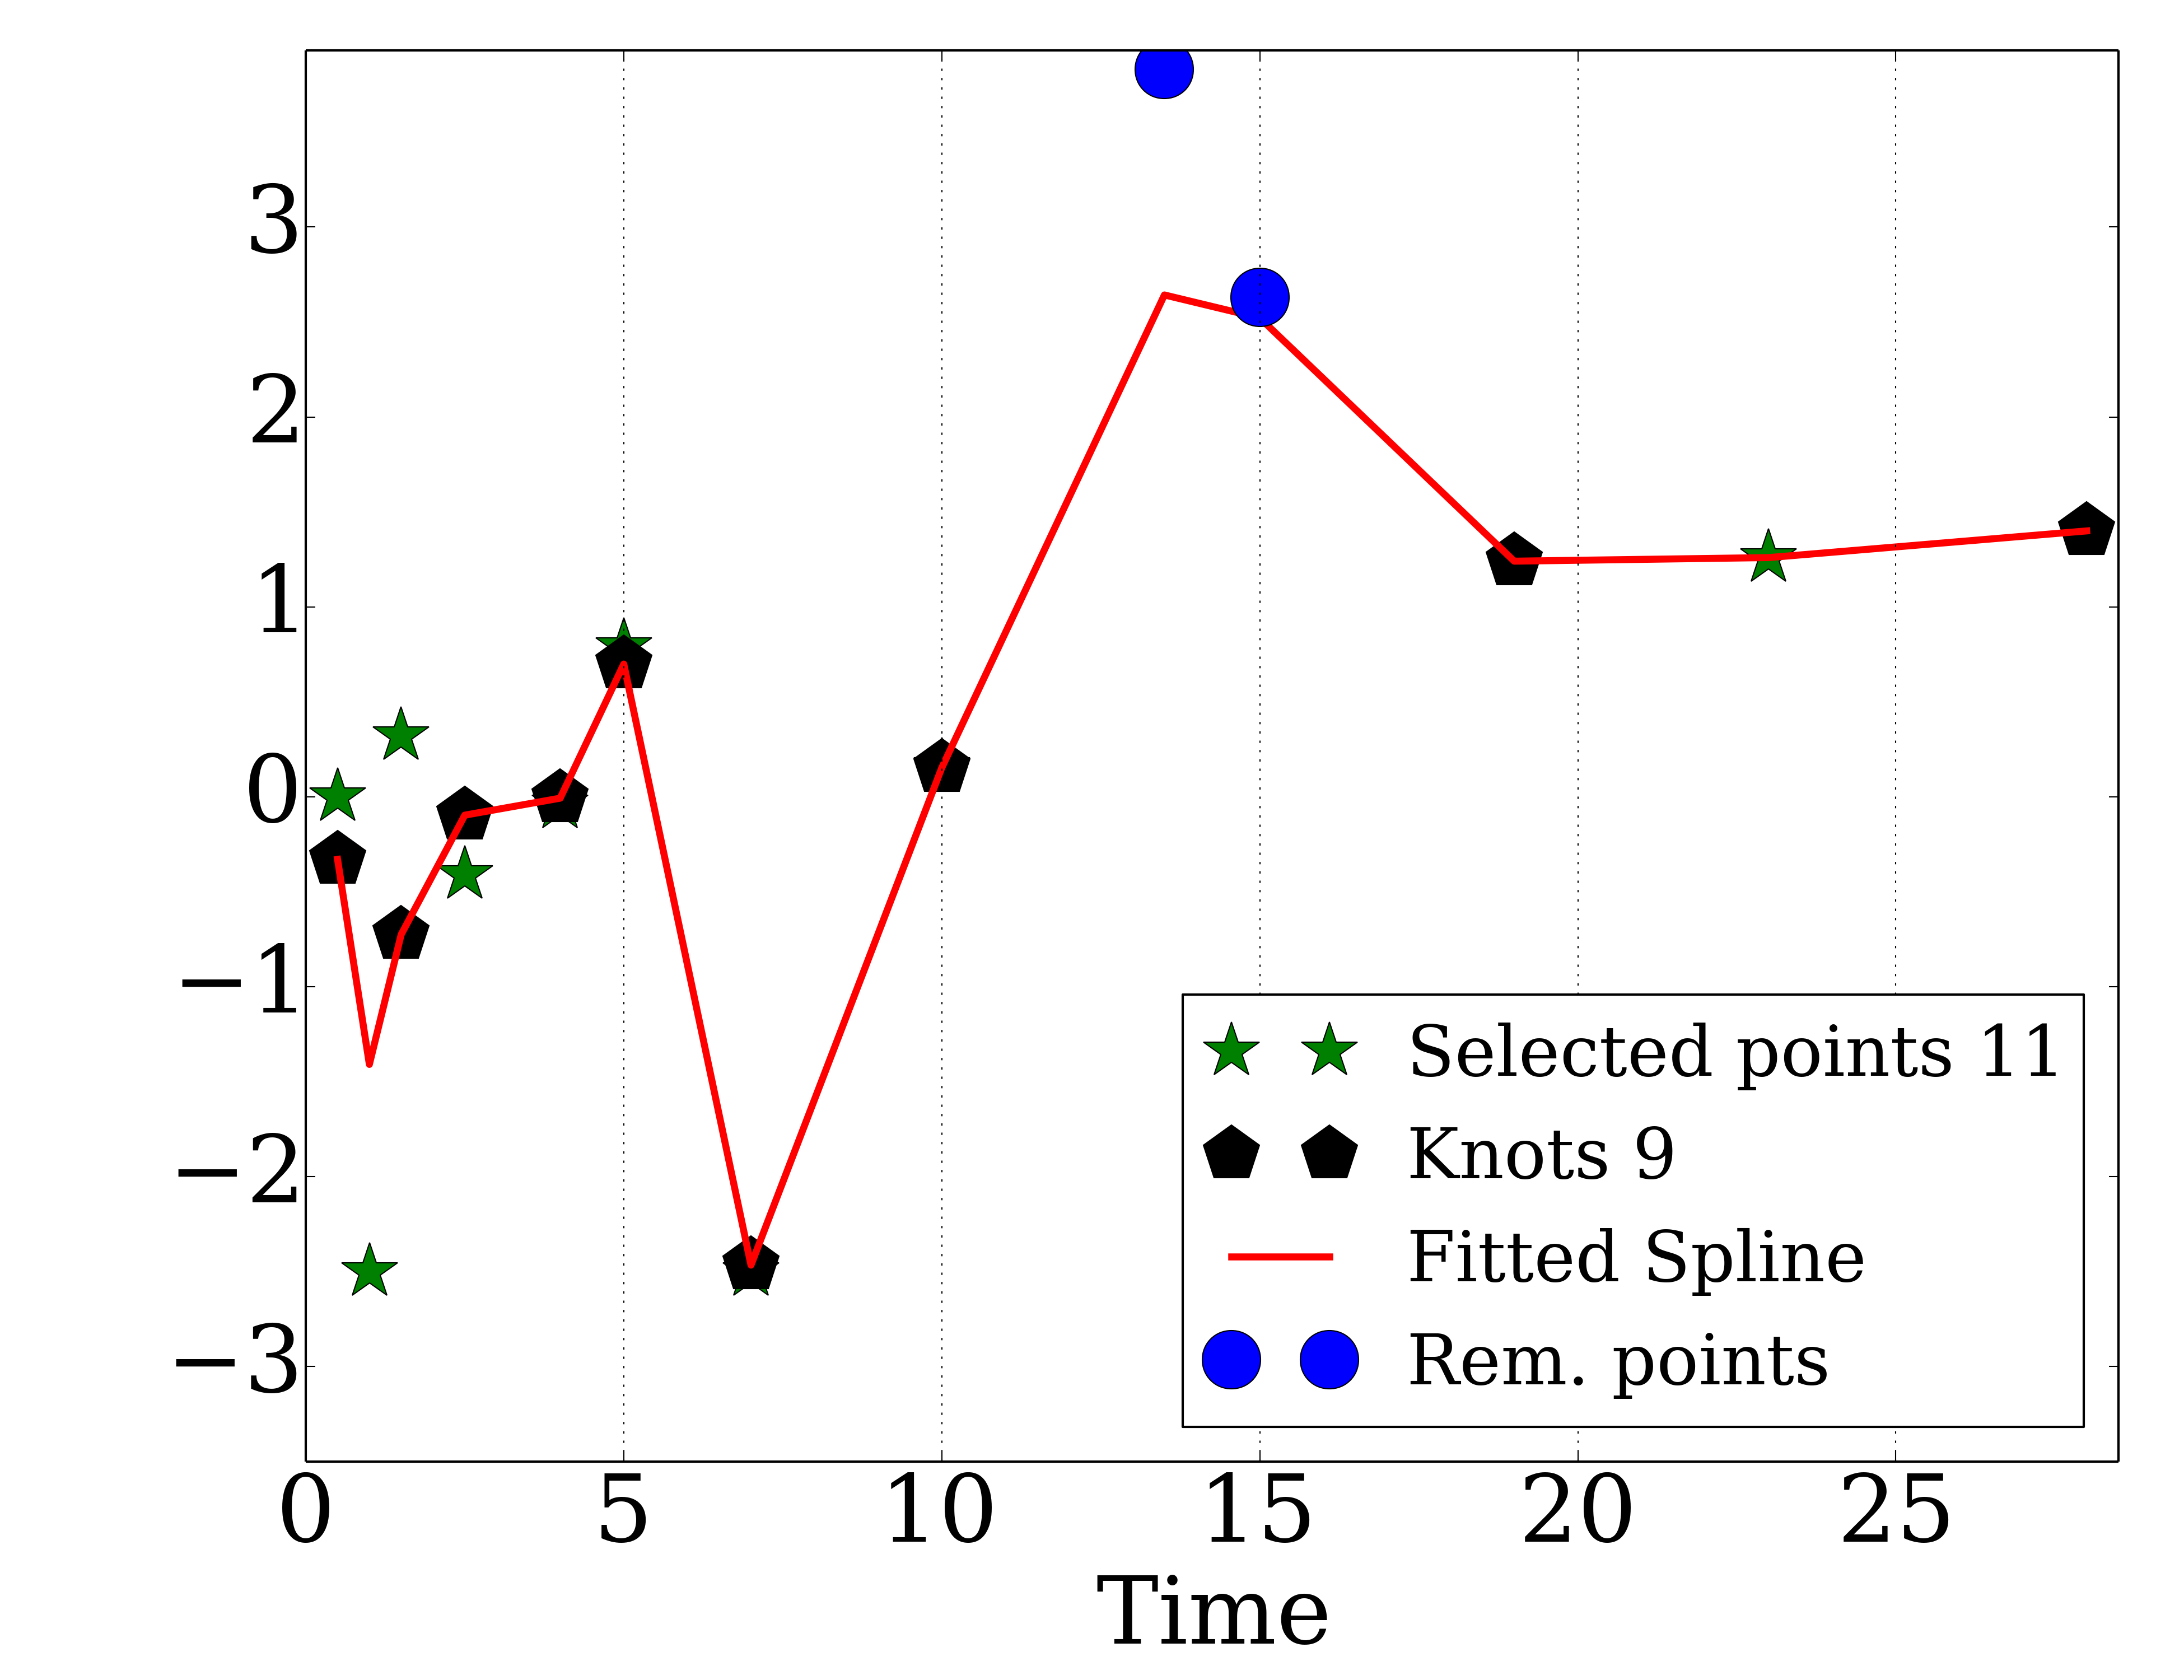 3
2
1
0
−1
−2
−3
Selected points 11
Knots 9
Fitted Spline
Rem. points
0 5 10 15 20 25
Time